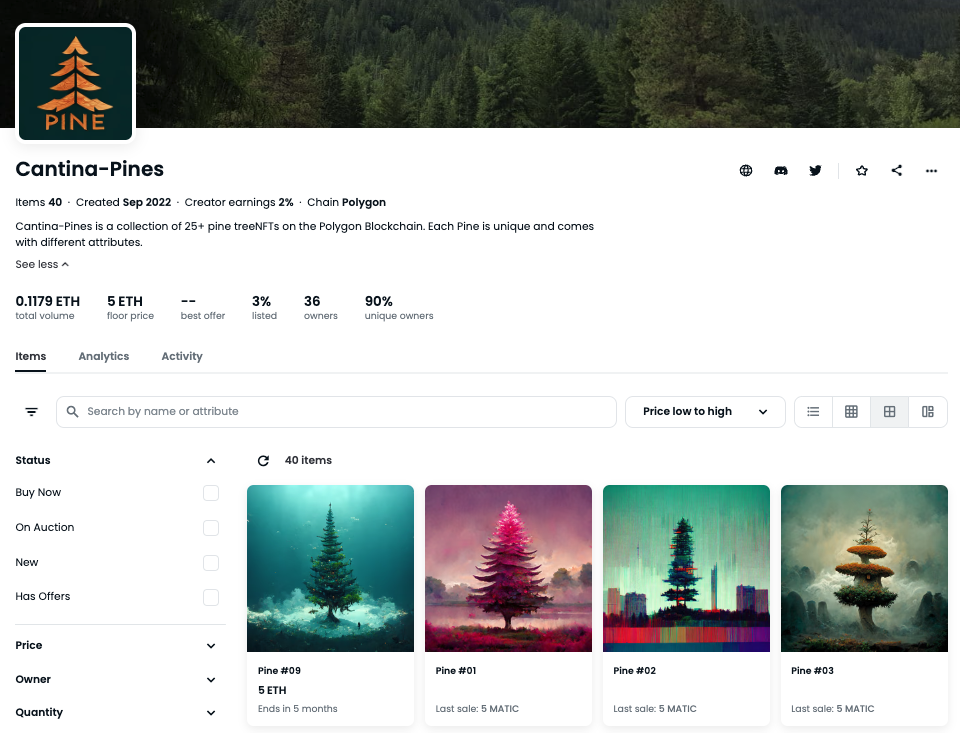 PINE
Cantina-Pines
Items 40 · Created Sep 2022 · Creator earnings 2% · Chain Polygon
Cantina-Pines is a collection of 25+ pine treeNFTs on the Polygon Blockchain. Each Pine is unique and comes
with different attributes.
See less
0.1179 ETH 5 ETH -- 3% 36 90%
total volume floor price best offer listed owners unique owners
Items Analytics Activity
Search by name or attribute Price low to high
Status 40 items
Buy Now
On Auction
New
Has Offers
Price
Owner
Quantity
Pine #09 Pine #01 Pine #02 Pine #03
5 ETH
Ends in 5 months Last sale: 5 MATIC Last sale: 5 MATIC Last sale: 5 MATIC